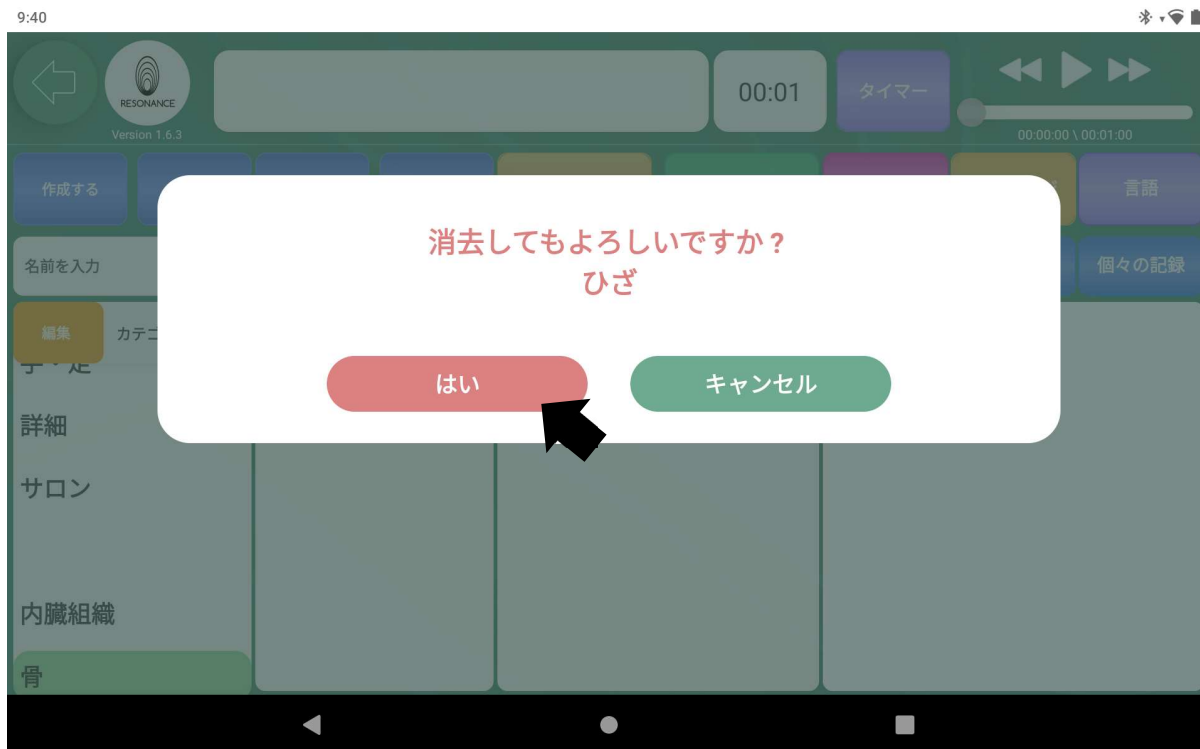 9:40
RESONANCE
Version 1.6.3
00:01
タイマー
00:00:00 \ 00:01:00
作成する
言語
名前を入力
個々の記録
編集
カテゴ
手・足
詳細
サロン
内臓組織
骨
消去してもよろしいですか？
ひざ
はい
キャンセル